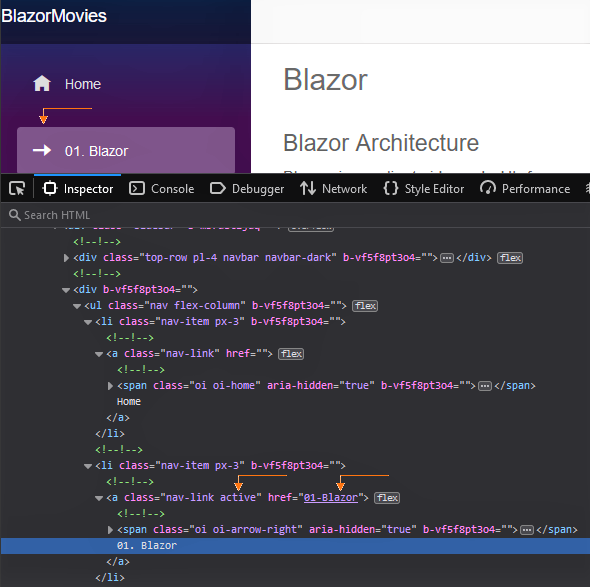 BlazorMovies
Home
01. Blazor
Blazor
Blazor Architecture
Inspector Console Debugger Network Style Editor Performance
Search HTML
<!--!-->
<div class="top-row pl-4 navbar navbar-dark" b-vf5f8pt3o4=""></div> flex
<!--!-->
<div b-vf5f8pt3o4="">
<ul class="nav flex-column" b-vf5f8pt3o4=""> flex
<li class="nav-item px-3" b-vf5f8pt3o4="">
<!--!-->
<a class="nav-link" href=""> flex
<!--!-->
<span class="oi oi-home" aria-hidden="true" b-vf5f8pt3o4=""></span>
Home
</a>
</li>
<!--!-->
<li class="nav-item px-3" b-vf5f8pt3o4="">
<!--!-->
<a class="nav-link active" href="01-Blazor"> flex
<!--!-->
<span class="oi oi-arrow-right" aria-hidden="true" b-vf5f8pt3o4=""></span>
01. Blazor
</a>
</li>